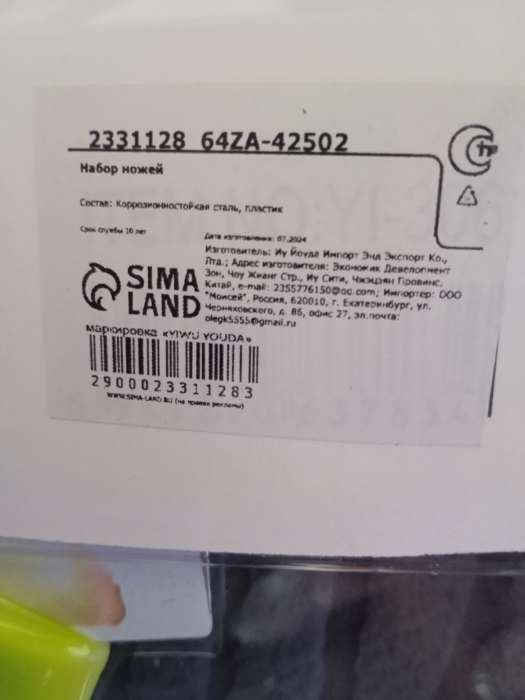 2331128 64ZA-42502
Набор ножей
Состав: Коррозионностойкая сталь, пластик
Срок службы 10 лет
Дата изготовления: 07.2024
Изготовитель: Иу Йоуда Импорт Энд Экспорт Ко.,
Лтд.; Адрес изготовителя: Экономик Девелопмент
Зон, Чоу Жианг Стр., Иу Сити, Чжэцзян Провинс,
Китай, e-mail: 2355776150@qq.com; Импортер: ООО
"Моисей", Россия, 620010, г. Екатеринбург, ул.
Черняховского, д. 86, офис 27, эл.почта:
olegk5555@gmail.ru
SIMA
LAND
маркировка «YIWU YOUDA»
2900023311283
WWW.SIMA-LAND.RU (на правах рекламы)